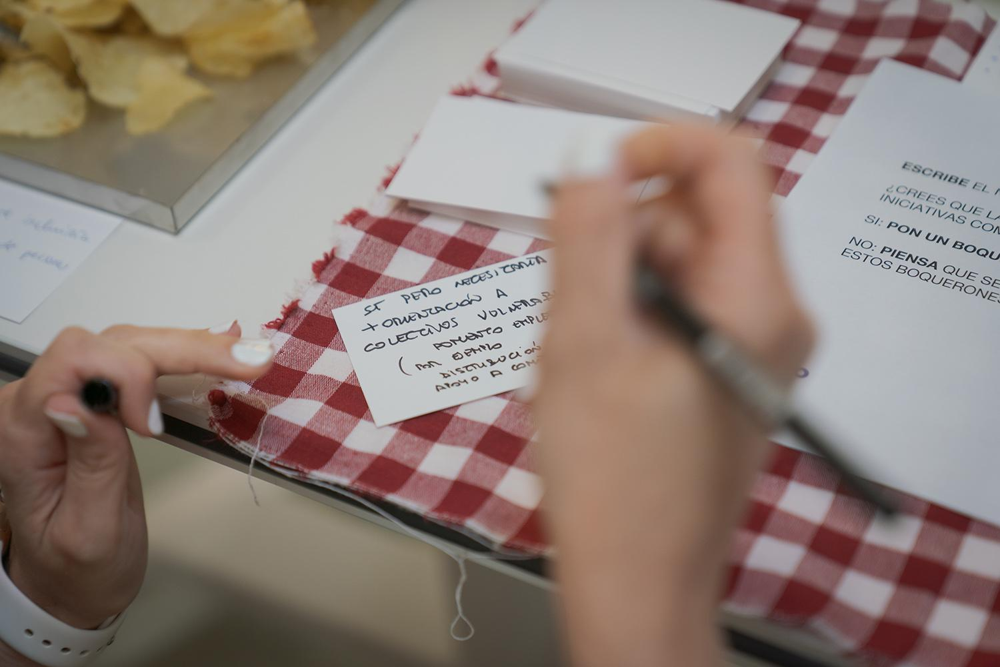 SI PERO NECESITARIA
+ ORIENTACIÓN A
COLECTIVOS VULNERAB
FOMENTO EMPLE
( POR EJEMPLO
DISTRIBUCIÓN
APOYO A COM
ESCRIBE EL
¿CREES QUE LA
INICIATIVAS COM
SI: PON UN BOQU
NO: PIENSA QUE SE
ESTOS BOQUERONES